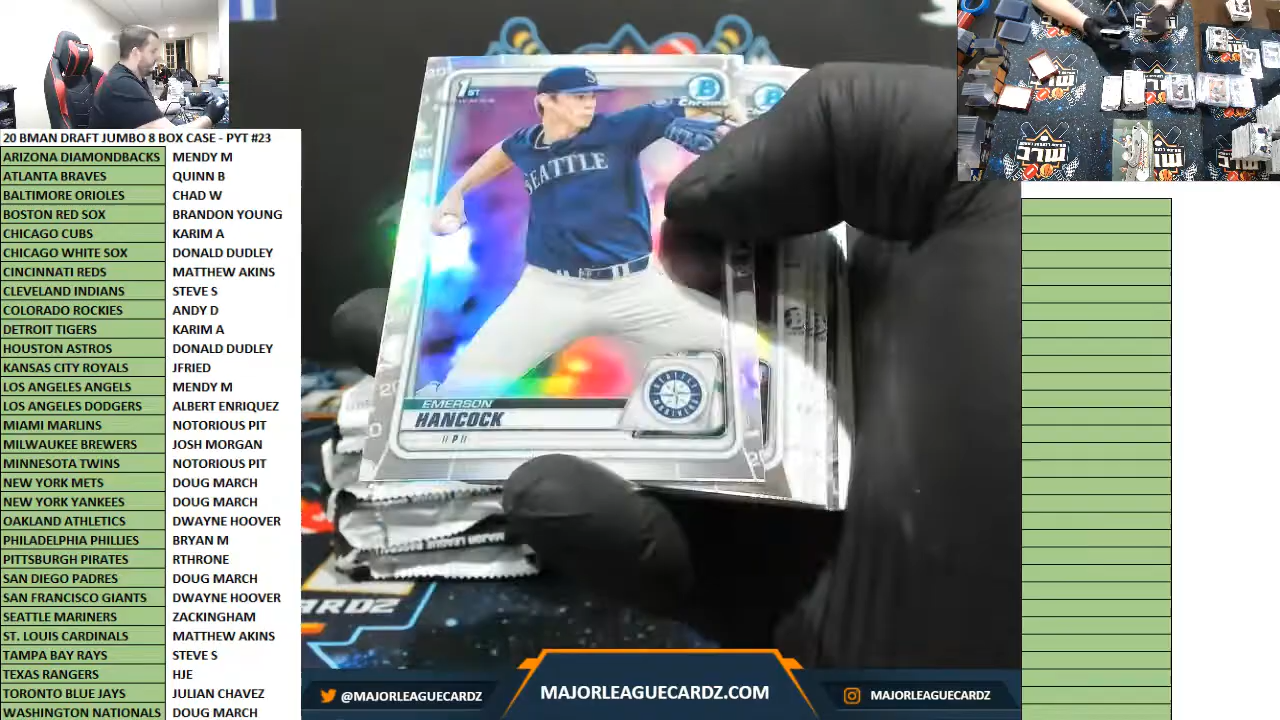 20 BMAN DRAFT JUMBO 8 BOX CASE - PYT #23
ARIZONA DIAMONDBACKS MENDY M
ATLANTA BRAVES QUINN B
BALTIMORE ORIOLES CHAD W
BOSTON RED SOX BRANDON YOUNG
CHICAGO CUBS KARIM A
CHICAGO WHITE SOX DONALD DUDLEY
CINCINNATI REDS MATTHEW AKINS
CLEVELAND INDIANS STEVE S
COLORADO ROCKIES ANDY D
DETROIT TIGERS KARIM A
HOUSTON ASTROS DONALD DUDLEY
KANSAS CITY ROYALS JFRIED
LOS ANGELES ANGELS MENDY M
LOS ANGELES DODGERS ALBERT ENRIQUEZ
MIAMI MARLINS NOTORIOUS PIT
MILWAUKEE BREWERS JOSH MORGAN
MINNESOTA TWINS NOTORIOUS PIT
NEW YORK METS DOUG MARCH
NEW YORK YANKEES DOUG MARCH
OAKLAND ATHLETICS DWAYNE HOOVER
PHILADELPHIA PHILLIES BRYAN M
PITTSBURGH PIRATES RTHRONE
SAN DIEGO PADRES DOUG MARCH
SAN FRANCISCO GIANTS DWAYNE HOOVER
SEATTLE MARINERS ZACKINGHAM
ST. LOUIS CARDINALS MATTHEW AKINS
TAMPA BAY RAYS STEVE S
TEXAS RANGERS HJE
TORONTO BLUE JAYS JULIAN CHAVEZ
WASHINGTON NATIONALS DOUG MARCH
1ST
B
Chrome
SEATTLE
EMERSON
HANCOCK
// P //
@MAJORLEAGUECARDZ
MAJORLEAGUECARDZ.COM
MAJORLEAGUECARDZ